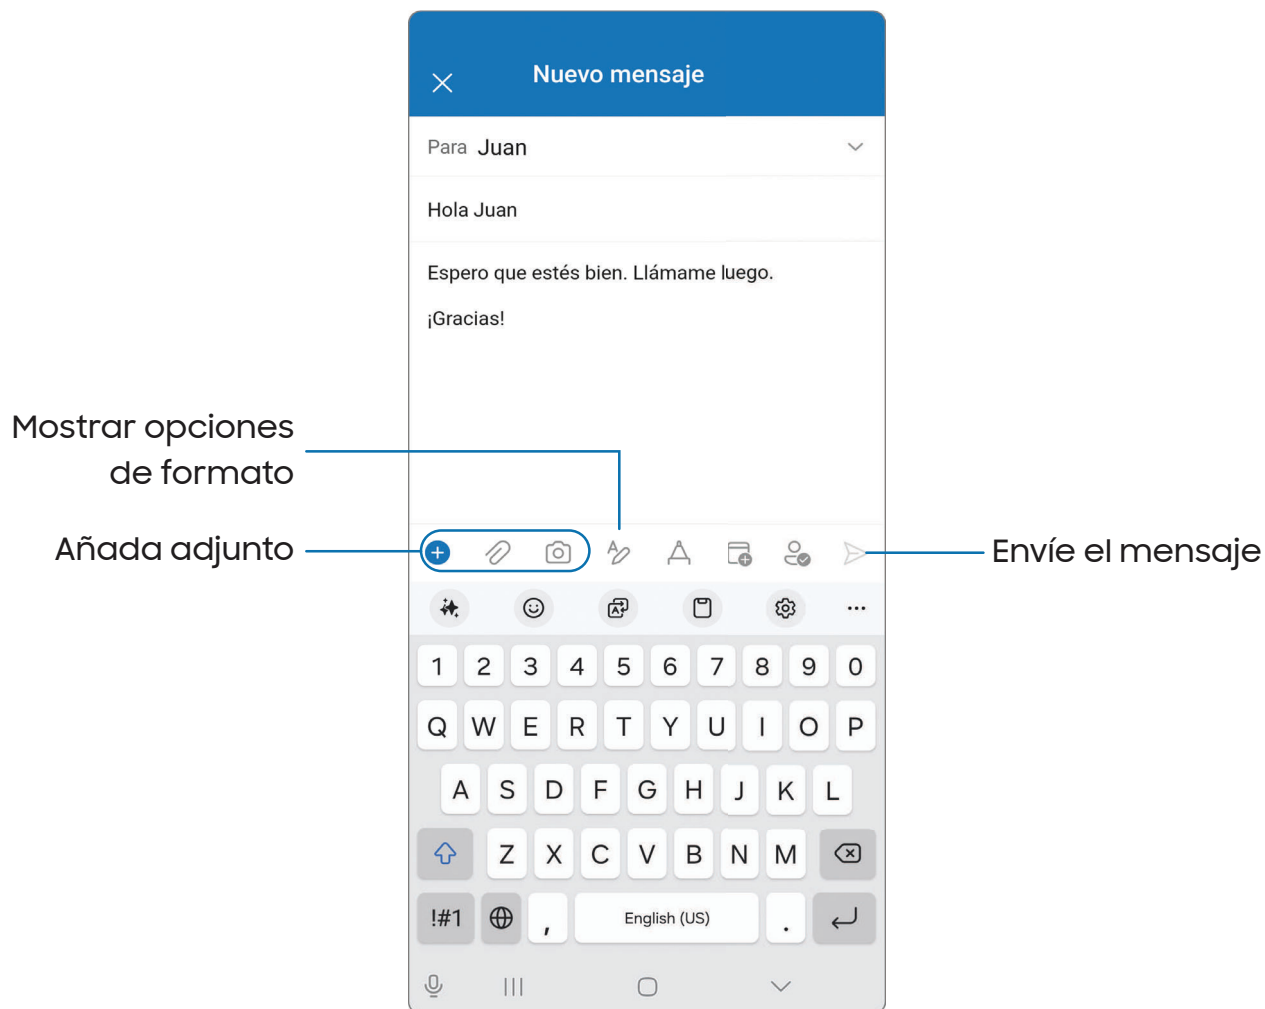 Nuevo mensaje
Para Juan
Hola Juan
Espero que estés bien. Llámame luego.
¡Gracias!
Mostrar opciones
de formato
Añada adjunto
Envíe el mensaje
1 2 3 4 5 6 7 8 9 0
Q W E R T Y U I O P
A S D F G H J K L
Z X C V B N M
!#1 , English (US) .